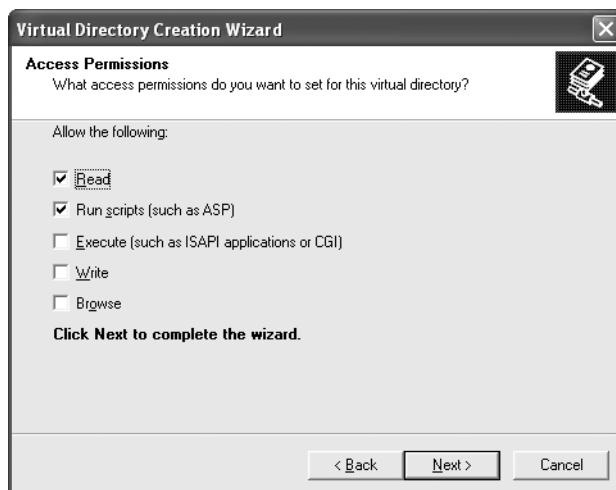 Virtual Directory Creation Wizard
Access Permissions
What access permissions do you want to set for this virtual directory?
Allow the following:
Read
Run scripts (such as ASP)
Execute (such as ISAPI applications or CGI)
Write
Browse
Click Next to complete the wizard.
< Back Next > Cancel